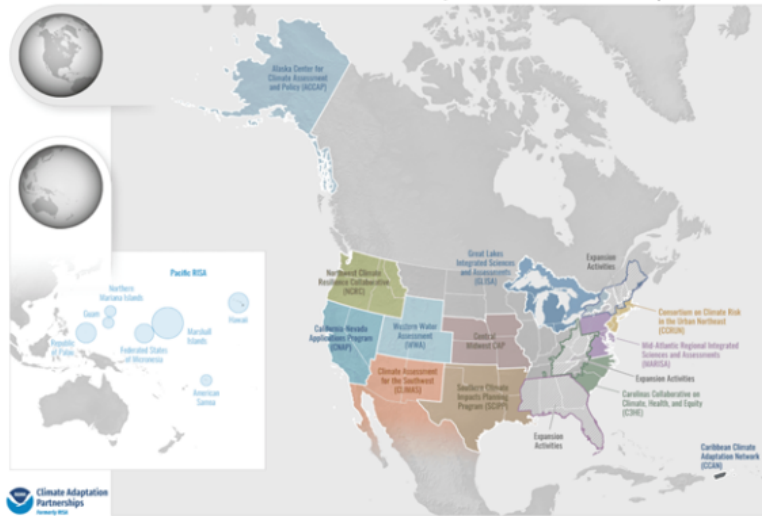 Alaska Center for
Climate Assessment
and Policy (ACCAP)
Pacific RISA
Northern
Mariana Islands
Guam
Republic
of Palau
Federated States
of Micronesia
Marshall
Islands
Hawaii
American
Samoa
Northwest Climate
Resilience Collaborative
(NCRC)
Great Lakes
Integrated Sciences
and Assessments
(GLISA)
Expansion
Activities
California-Nevada
Applications Program
(CNAP)
Western Water
Assessment
(WWA)
Central
Midwest CAP
Consortium on Climate Risk
in the Urban Northeast
(CCRUN)
Mid-Atlantic Regional Integrated
Sciences and Assessments
(MARISA)
Climate Assessment
for the Southwest
(CLIMAS)
Southern Climate
Impacts Planning
Program (SCIPP)
Expansion Activities
Carolinas Collaborative on
Climate, Health, and Equity
(C3HE)
Expansion
Activities
Caribbean Climate
Adaptation Network
(CCAN)
NOAA
Climate Adaptation
Partnerships
Formerly RISA